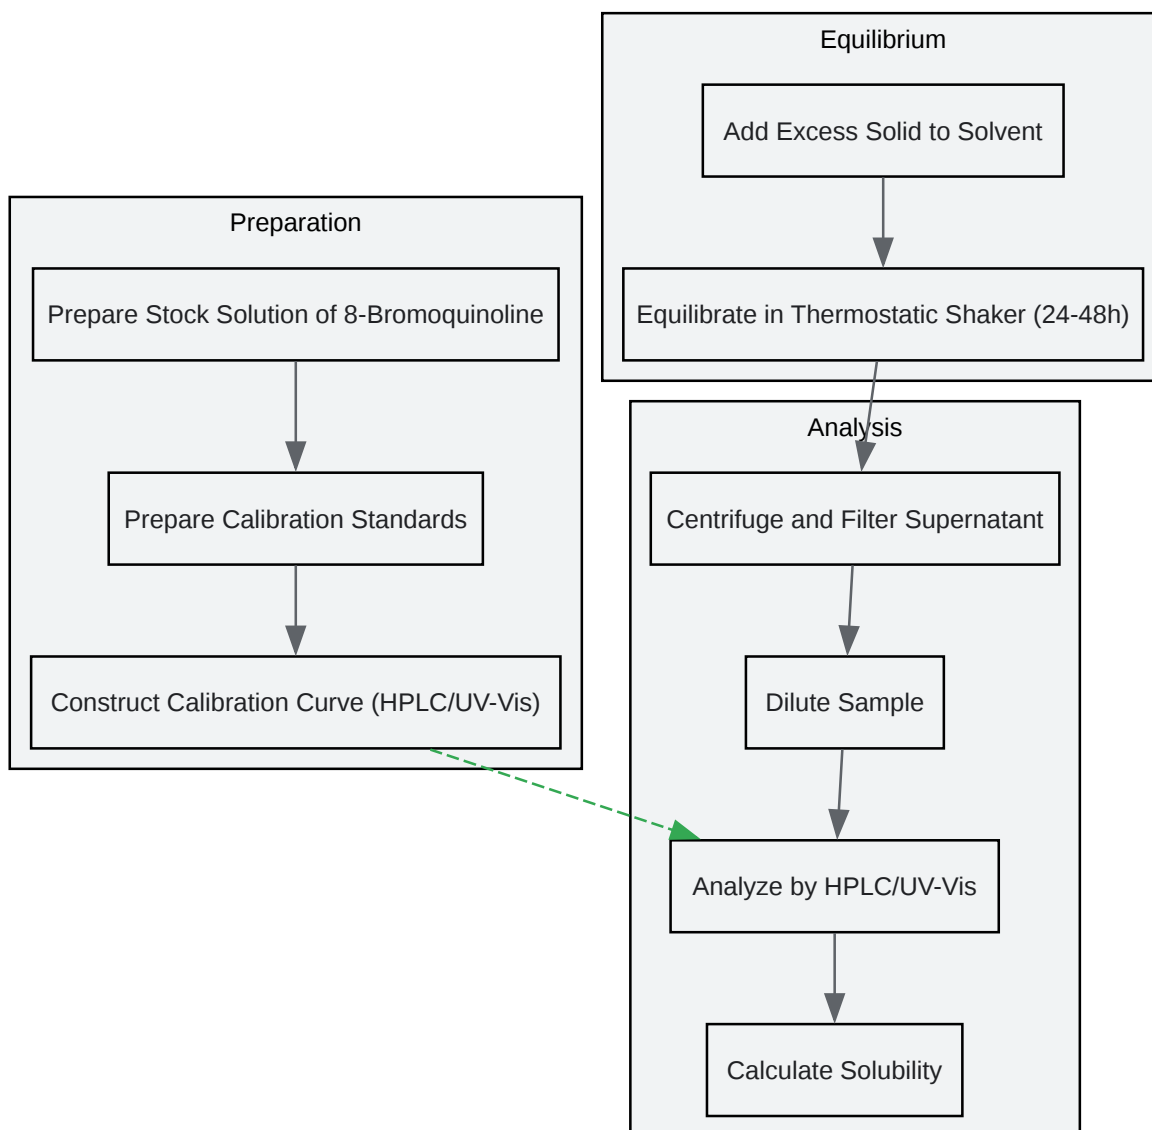 Equilibrium
Add Excess Solid to Solvent
Equilibrate in Thermostatic Shaker (24-48h)
Preparation
Prepare Stock Solution of 8-Bromoquinoline
Prepare Calibration Standards
Construct Calibration Curve (HPLC/UV-Vis)
Analysis
Centrifuge and Filter Supernatant
Dilute Sample
Analyze by HPLC/UV-Vis
Calculate Solubility